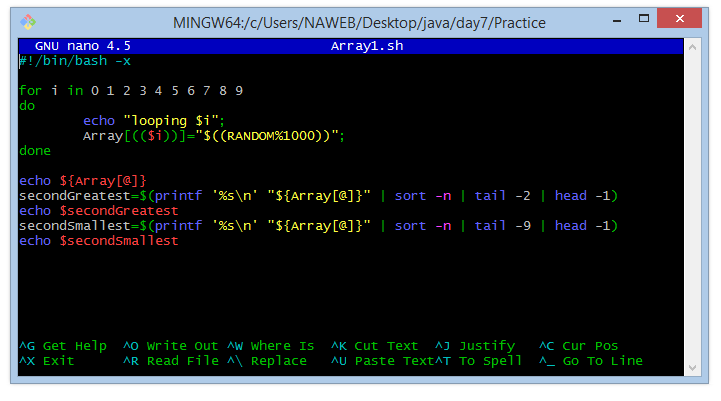 MINGW64:/c/Users/NAWEB/Desktop/java/day7/Practice
GNU nano 4.5 Array1.sh
#!/bin/bash -x
for i in 0 1 2 3 4 5 6 7 8 9
do
echo "looping $i";
Array[(($i))]="$((RANDOM%1000))";
done
echo ${Array[@]}
secondGreatest=$(printf '%s\n' "${Array[@]}" | sort -n | tail -2 | head -1)
echo $secondGreatest
secondSmallest=$(printf '%s\n' "${Array[@]}" | sort -n | tail -9 | head -1)
echo $secondSmallest
^G Get Help ^O Write Out ^W Where Is ^K Cut Text ^J Justify ^C Cur Pos
^X Exit ^R Read File ^\ Replace ^U Paste Text^T To Spell ^_ Go To Line